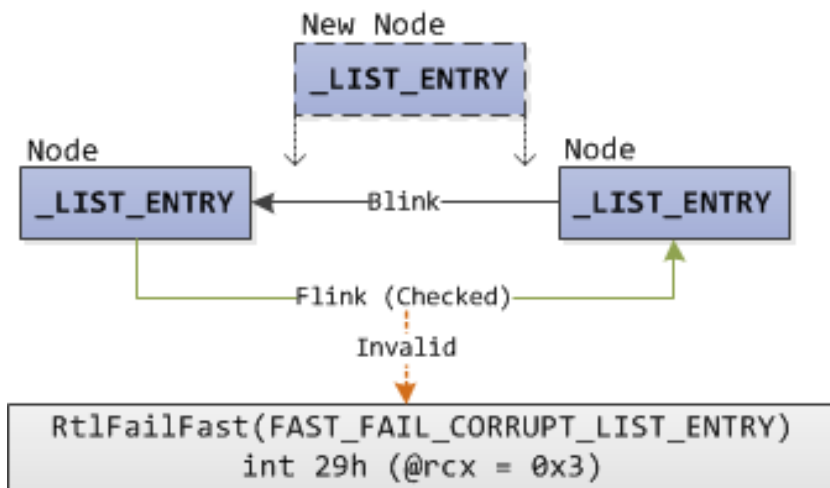 New Node
_LIST_ENTRY
Node
Node
_LIST_ENTRY
Blink
_LIST_ENTRY
Flink (Checked)
Invalid
RtlFailFast(FAST_FAIL_CORRUPT_LIST_ENTRY)
int 29h (@rcx = 0x3)